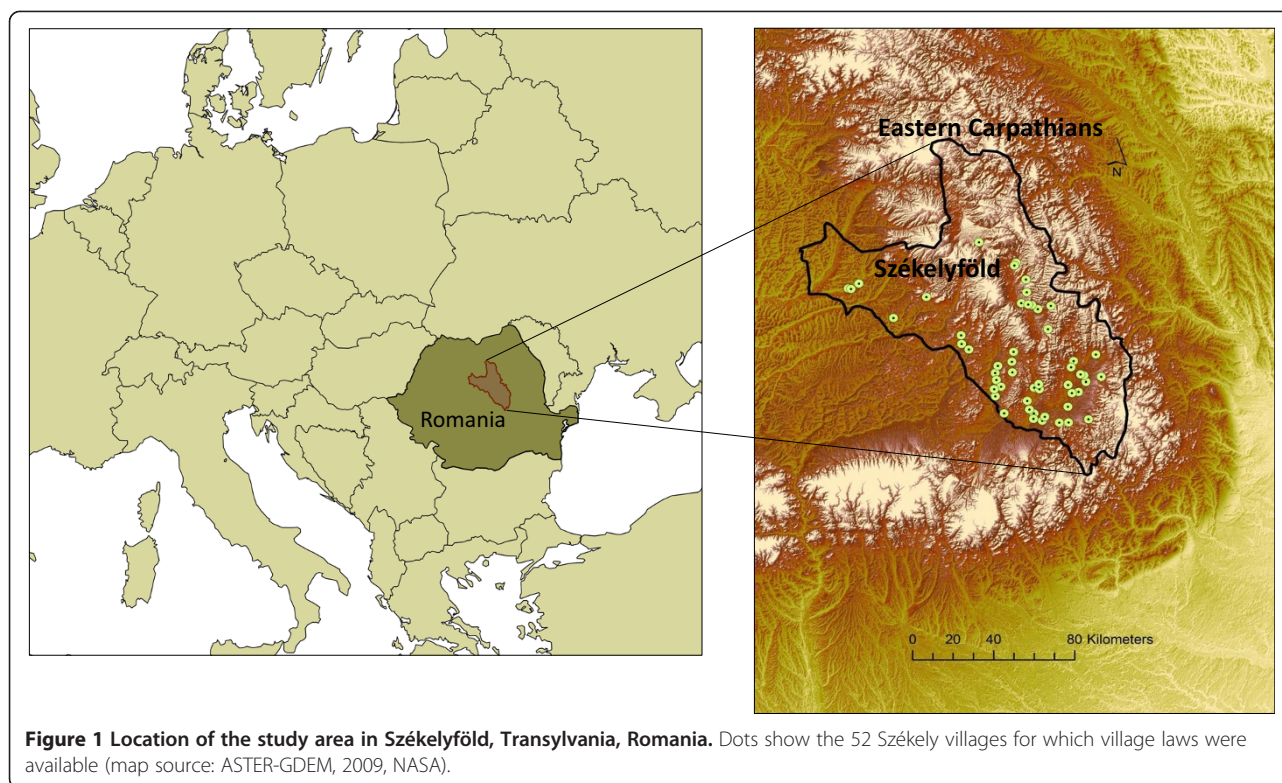 Eastern Carpathians
N
Székelyföld
Romania
0 20 40 80 Kilometers
Figure 1 Location of the study area in Székelyföld, Transylvania, Romania. Dots show the 52 Székely villages for which village laws were
available (map source: ASTER-GDEM, 2009, NASA).